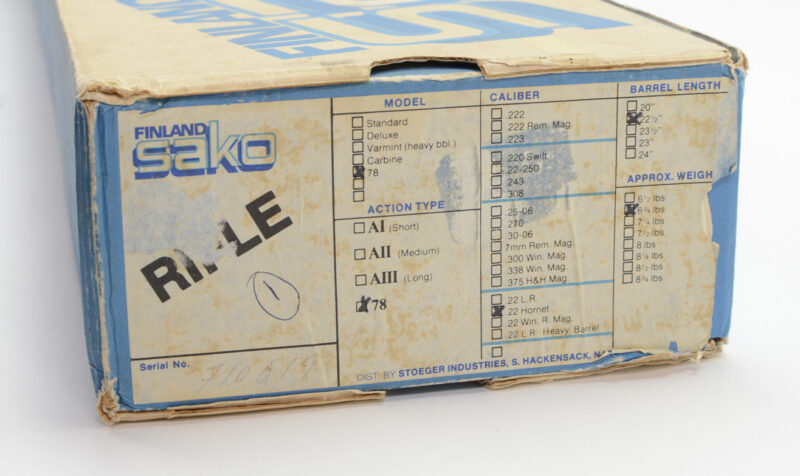 FINLAND
FINLAND
sako
RIFLE
1
Serial No.
710519
MODEL
Standard
Deluxe
Varmint (heavy bbl.)
Carbine
78
ACTION TYPE
AI (Short)
AII (Medium)
AIII (Long)
78
CALIBER
.222
.222 Rem. Mag
.223
.220 Swift
.22-250
.243
.308
.25-06
.270
.30-06
7mm Rem. Mag
.300 Win. Mag.
.338 Win. Mag
.375 H&H Mag
.22 L.R.
.22 Hornet
.22 Win. R. Mag
.22 L.R. Heavy Barrel
BARREL LENGTH
20"
22½"
23½"
23"
24"
APPROX. WEIGH
6½ lbs
6¾ lbs
7¼ lbs
7½ lbs
8 lbs
8¼ lbs
8½ lbs
8¾ lbs
DIST. BY STOEGER INDUSTRIES, S. HACKENSACK,